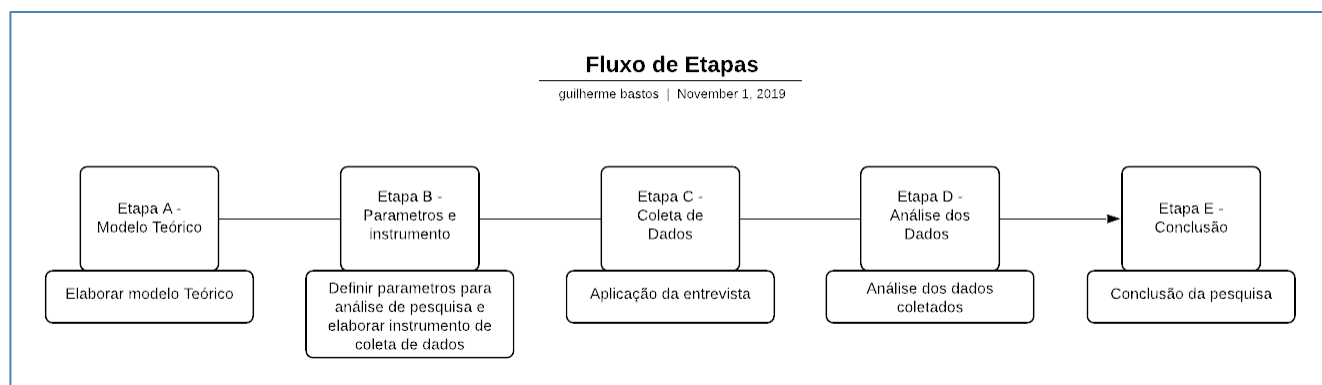 Fluxo de Etapas
guilherme bastos | November 1, 2019
Etapa A -
Modelo Teórico
Elaborar modelo Teórico
Etapa B -
Parametros e
instrumento
Definir parametros para
análise de pesquisa e
elaborar instrumento de
coleta de dados
Etapa C -
Coleta de
Dados
Aplicação da entrevista
Etapa D -
Análise dos
Dados
Análise dos dados
coletados
Etapa E -
Conclusão
Conclusão da pesquisa